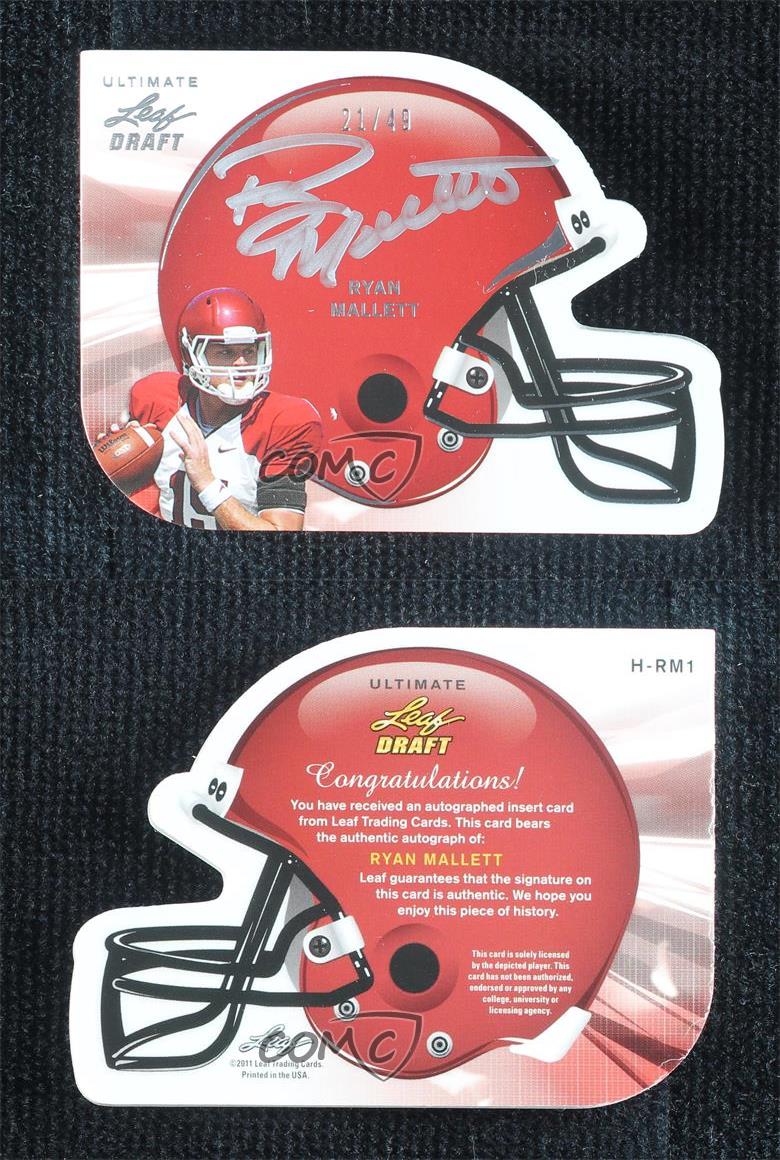 ULTIMATE
Leaf
DRAFT
21/49
Ryan Mallett
RYAN
MALLETT
Wilson
15
COMC
H-RM1
ULTIMATE
Leaf
DRAFT
Congratulations!
You have received an autographed insert card
from Leaf Trading Cards. This card bears
the authentic autograph of:
RYAN MALLETT
Leaf guarantees that the signature on
this card is authentic. We hope you
enjoy this piece of history.
This card is solely licensed
by the depicted player. This
card has not been authorized,
endorsed or approved by any
college, university or
licensing agency.
Leaf
COMC
©2011 Leaf Trading Cards.
Printed in the USA.